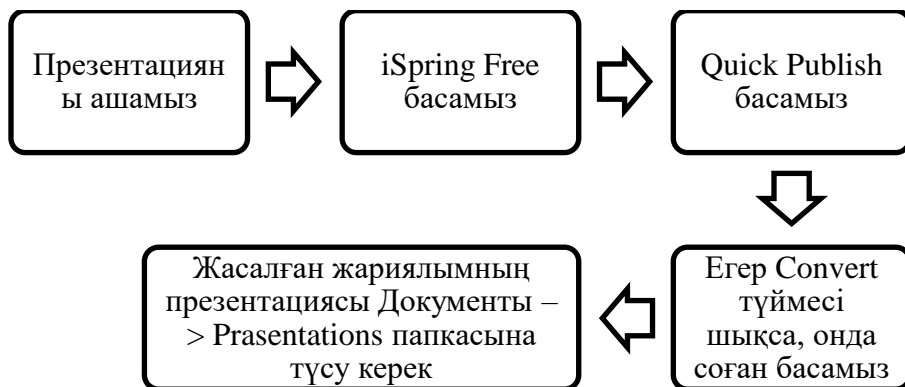 Презентациян
ы ашамыз
iSpring Free
басамыз
Quick Publish
басамыз
Егер Convert
түймесі
шықса, онда
соған басамыз
Жасалған жариялымның
презентациясы Документы –
> Prasentations папкасына
түсу керек